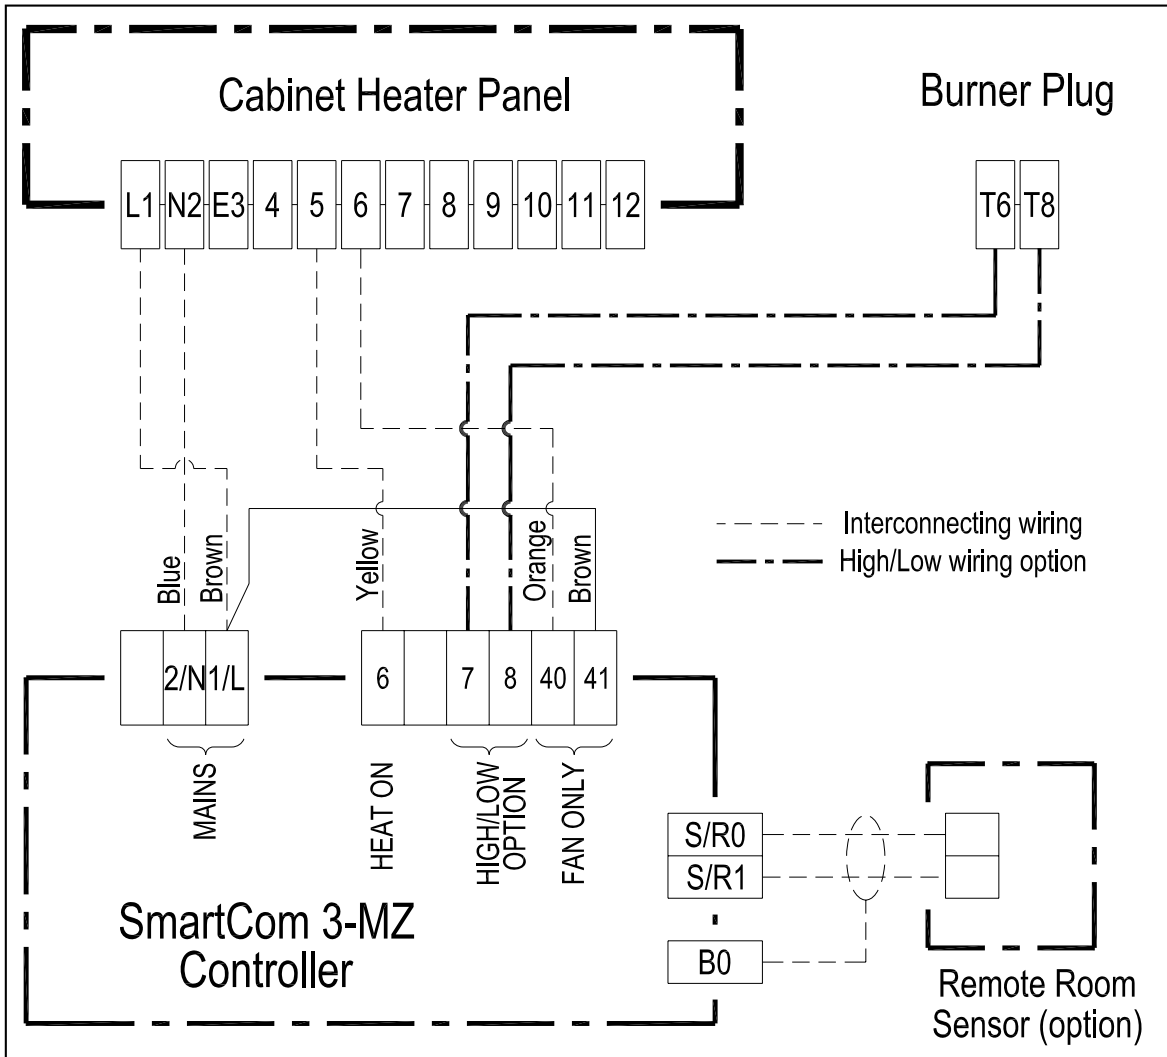 Cabinet Heater Panel
Burner Plug
L1 N2 E3 4 5 6 7 8 9 10 11 12
T6 T8
Interconnecting wiring
High/Low wiring option
Blue
Brown
Yellow
Orange
Brown
2/N 1/L
6 7 8 40 41
MAINS
HEAT ON
HIGH/LOW
OPTION
FAN ONLY
S/R0
S/R1
B0
SmartCom 3-MZ
Controller
Remote Room
Sensor (option)